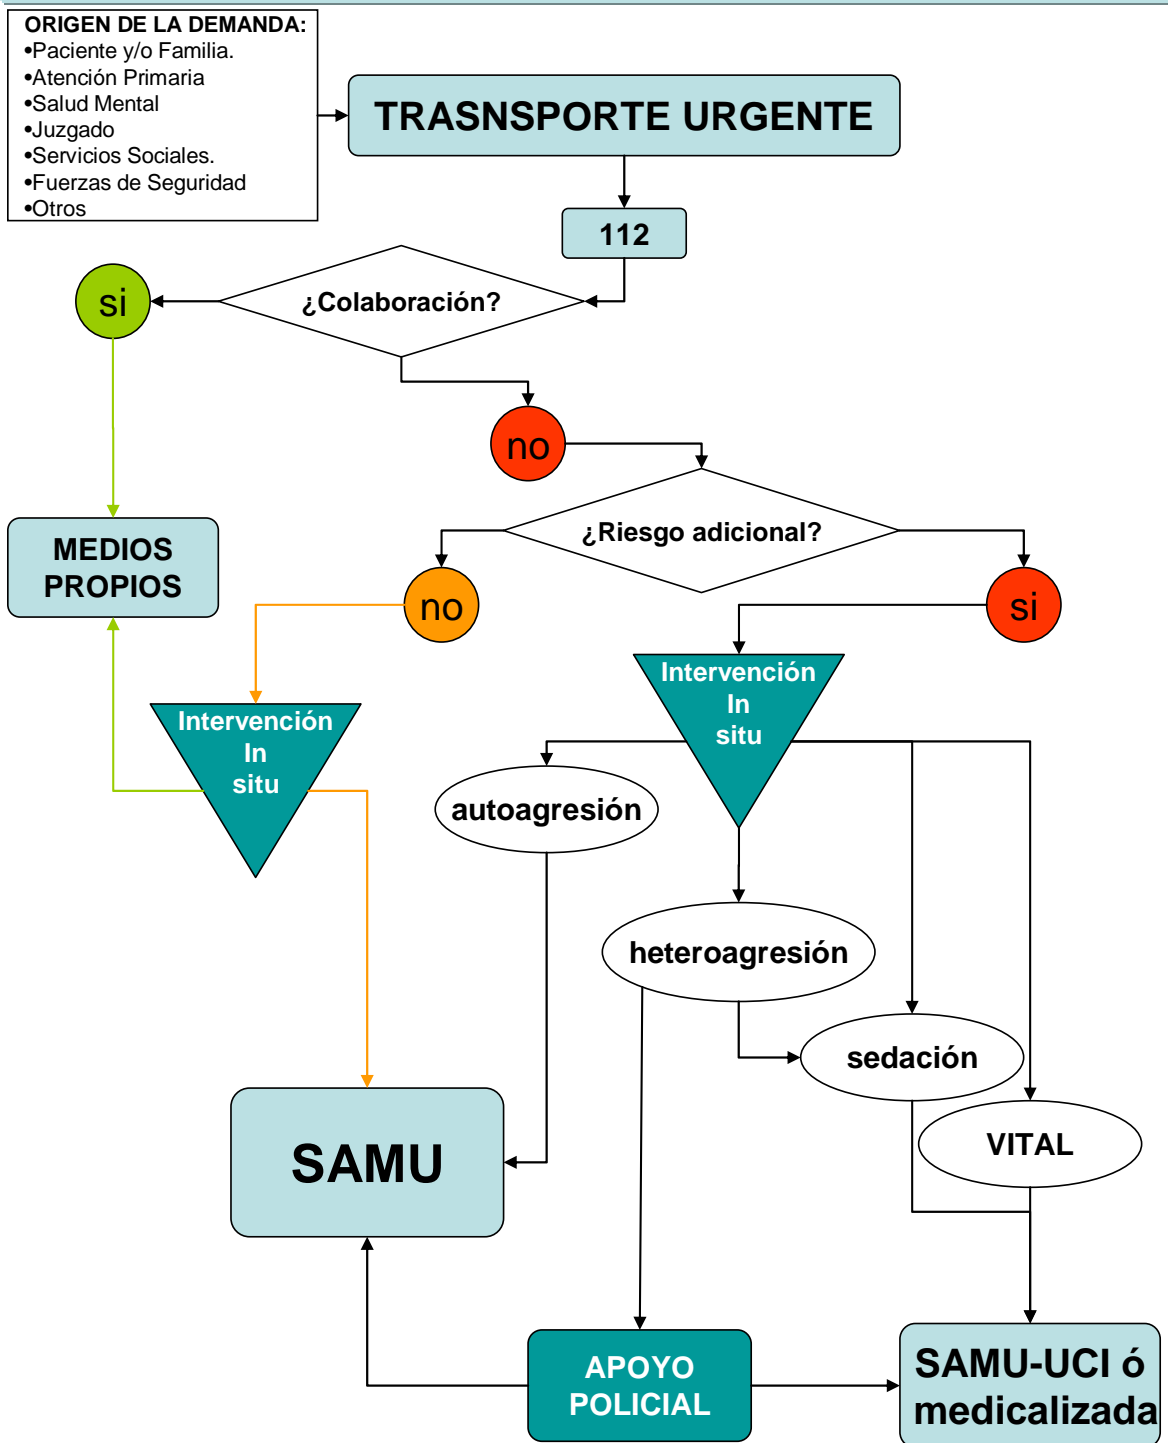 ORIGEN DE LA DEMANDA:
•Paciente y/o Familia.
•Atención Primaria
•Salud Mental
•Juzgado
•Servicios Sociales.
•Fuerzas de Seguridad
•Otros
TRASNSPORTE URGENTE
112
¿Colaboración?
si
no
¿Riesgo adicional?
MEDIOS
PROPIOS
no
si
Intervención
In
situ
Intervención
In
situ
autoagresión
heteroagresión
sedación
VITAL
SAMU
APOYO
POLICIAL
SAMU-UCI ó
medicalizada